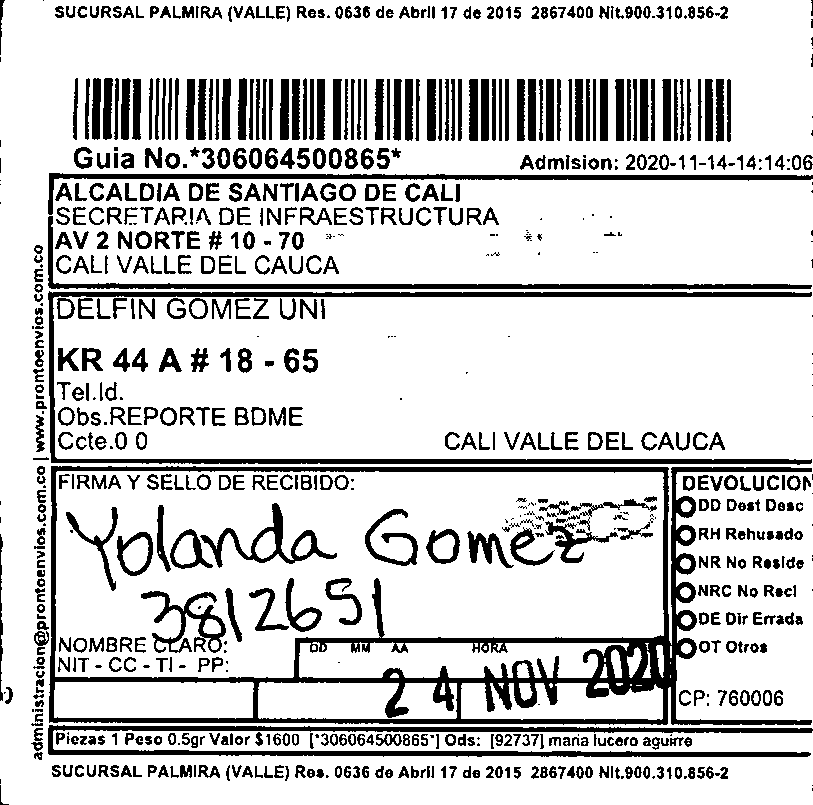 SUCURSAL PALMIRA (VALLE) Res. 0636 de Abril 17 de 2015 2867400 Nit.900.310.856-2
Guia No.*306064500865*
Admision: 2020-11-14-14:14:06
ALCALDIA DE SANTIAGO DE CALI
SECRETARIA DE INFRAESTRUCTURA
AV 2 NORTE # 10 - 70
CALI VALLE DEL CAUCA
DELFIN GOMEZ UNI
KR 44 A # 18 - 65
Tel.Id.
Obs.REPORTE BDME
Ccte.0 0
CALI VALLE DEL CAUCA
administracion@prontoenvios.com.co | www.prontoenvios.com.co
FIRMA Y SELLO DE RECIBIDO:
Yolanda Gomez
3812651
NOMBRE CLARO:
NIT - CC - TI - PP:
DD MM AA HORA
24 NOV 2020
DEVOLUCION
DD Dest Desc
RH Rehusado
NR No Reside
NRC No Recl
DE Dir Errada
OT Otros
CP: 760006
Piezas 1 Peso 0.5gr Valor $1600 [*306064500865*] Ods: [92737] maria lucero aguirre
SUCURSAL PALMIRA (VALLE) Res. 0636 de Abril 17 de 2015 2867400 Nit.900.310.856-2